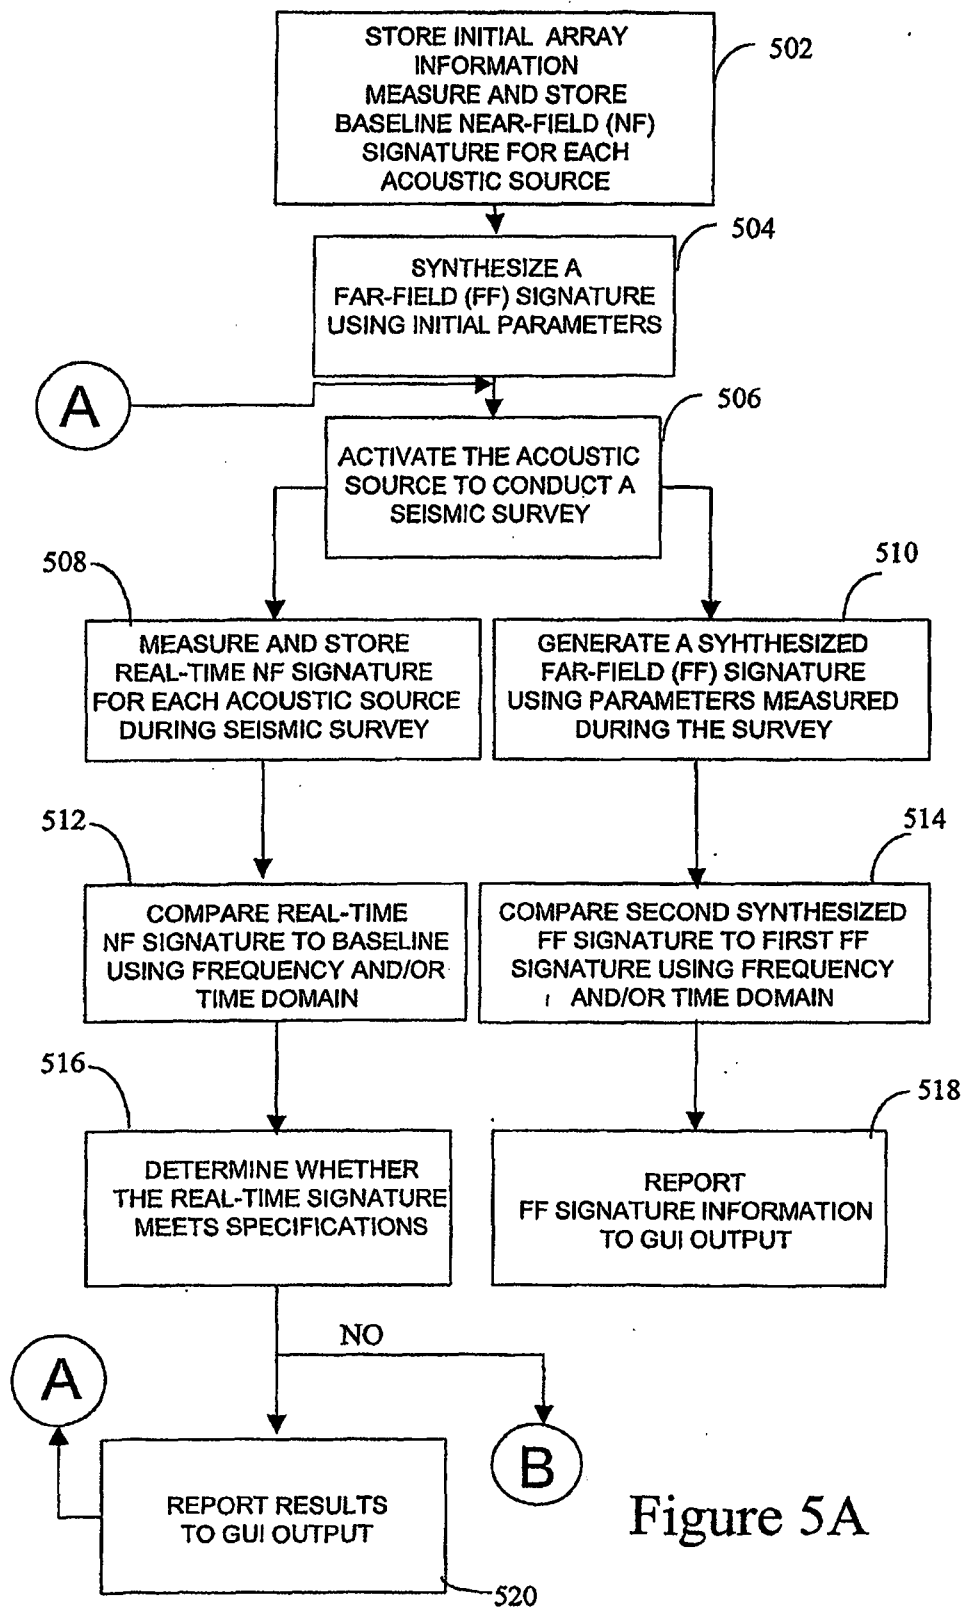 STORE INITIAL ARRAY
INFORMATION
MEASURE AND STORE
BASELINE NEAR-FIELD (NF)
SIGNATURE FOR EACH
ACOUSTIC SOURCE
502
SYNTHESIZE A
FAR-FIELD (FF) SIGNATURE
USING INITIAL PARAMETERS
504
A
ACTIVATE THE ACOUSTIC
SOURCE TO CONDUCT A
SEISMIC SURVEY
506
508
MEASURE AND STORE
REAL-TIME NF SIGNATURE
FOR EACH ACOUSTIC SOURCE
DURING SEISMIC SURVEY
510
GENERATE A SYHTHESIZED
FAR-FIELD (FF) SIGNATURE
USING PARAMETERS MEASURED
DURING THE SURVEY
512
COMPARE REAL-TIME
NF SIGNATURE TO BASELINE
USING FREQUENCY AND/OR
TIME DOMAIN
514
COMPARE SECOND SYNTHESIZED
FF SIGNATURE TO FIRST FF
SIGNATURE USING FREQUENCY
AND/OR TIME DOMAIN
516
DETERMINE WHETHER
THE REAL-TIME SIGNATURE
MEETS SPECIFICATIONS
518
REPORT
FF SIGNATURE INFORMATION
TO GUI OUTPUT
NO
A
B
REPORT RESULTS
TO GUI OUTPUT
520
Figure 5A